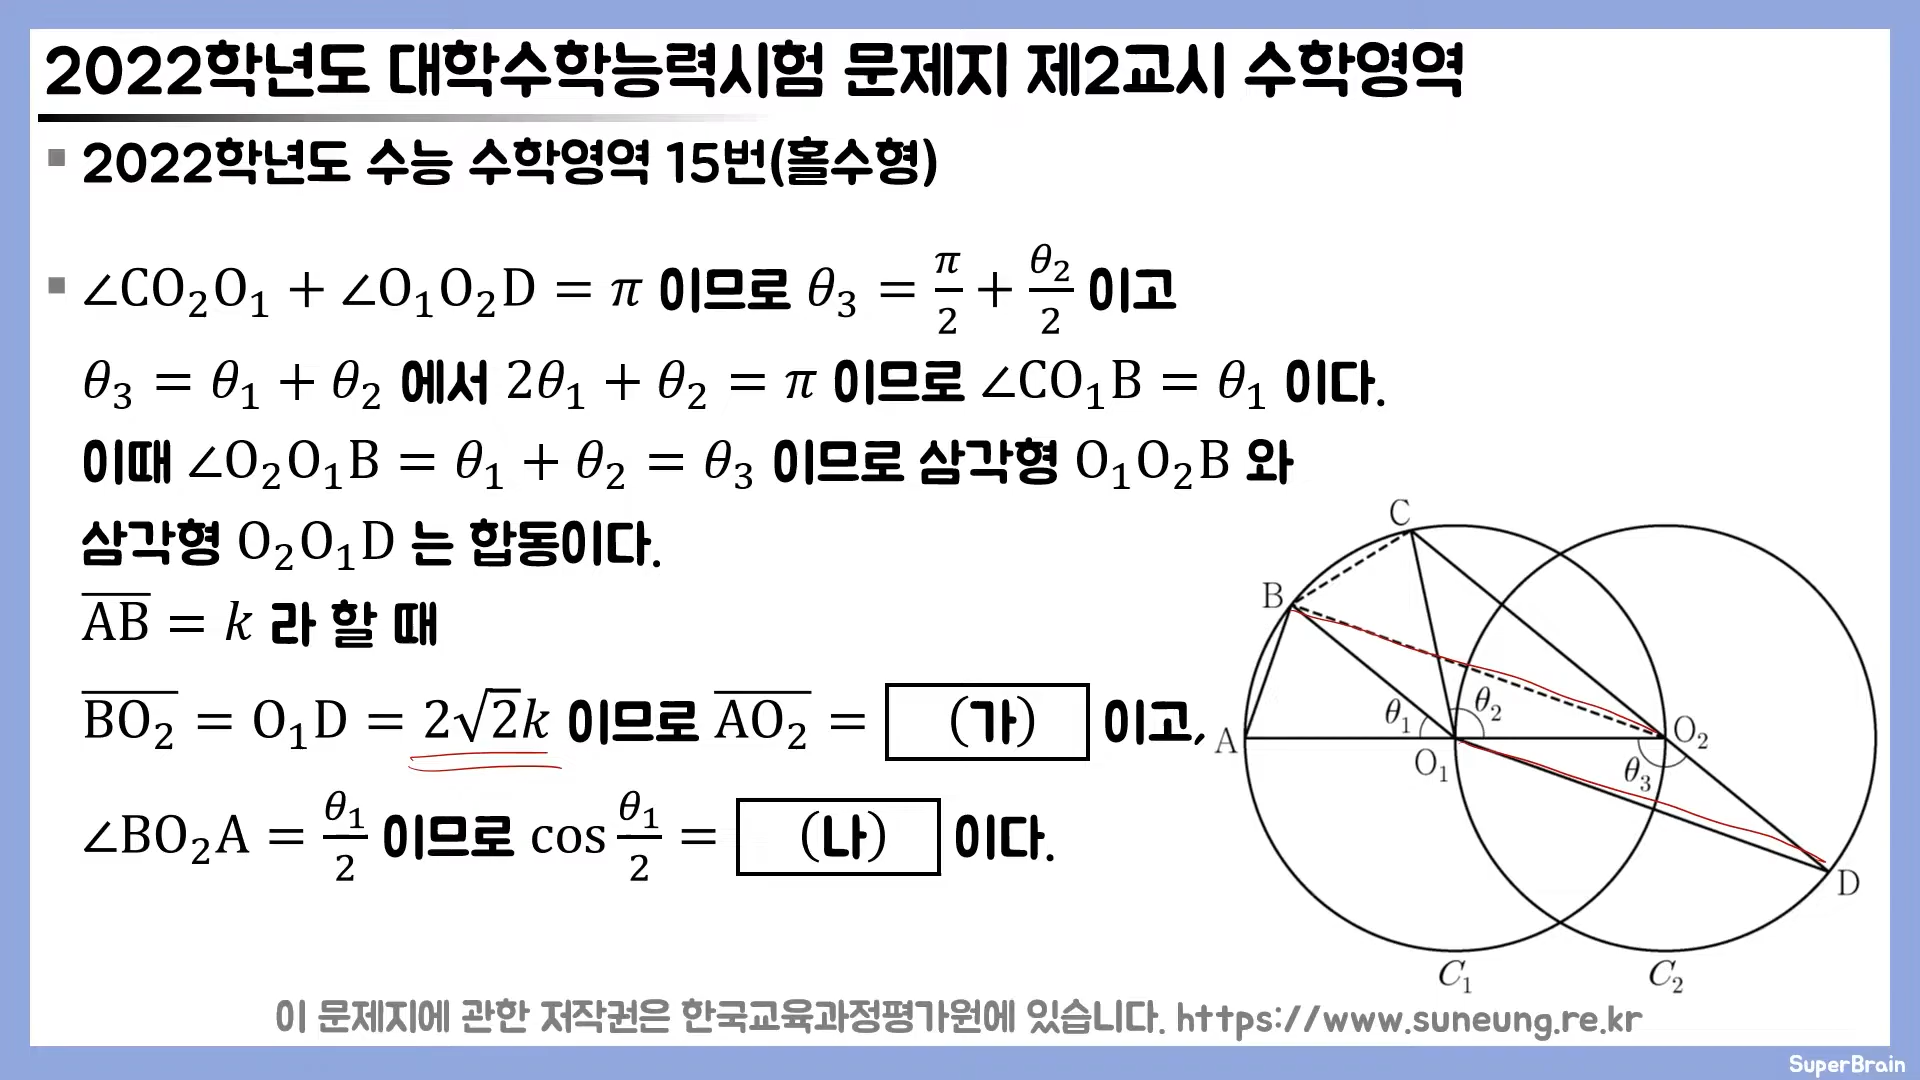 2022학년도 대학수학능력시험 문제지 제2교시 수학영역
▪ 2022학년도 수능 수학영역 15번(홀수형)
▪ ∠CO₂O₁ + ∠O₁O₂D = π 이므로 θ₃ = π/2 + θ₂/2 이고
θ₃ = θ₁ + θ₂ 에서 2θ₁ + θ₂ = π 이므로 ∠CO₁B = θ₁ 이다.
이때 ∠O₂O₁B = θ₁ + θ₂ = θ₃ 이므로 삼각형 O₁O₂B 와
삼각형 O₂O₁D 는 합동이다.
A̅B̅ = k 라 할 때
B̅O̅₂̅ = O₁D = 2√2k 이므로 A̅O̅₂̅ = (가) 이고,
∠BO₂A = θ₁/2 이므로 cos θ₁/2 = (나) 이다.
C
B
θ₁
θ₂
A
O₁
O₂
θ₃
D
C₁
C₂
이 문제지에 관한 저작권은 한국교육과정평가원에 있습니다. https://www.suneung.re.kr
SuperBrain